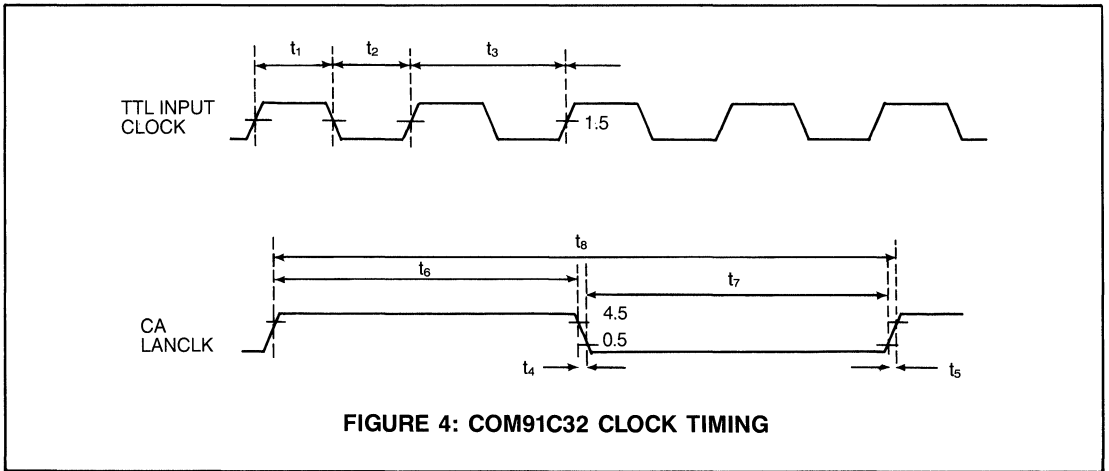 t₁ t₂ t₃
TTL INPUT
CLOCK
1.5
t₈
t₆
t₇
CA
LANCLK
4.5
0.5
t₄
t₅
FIGURE 4: COM91C32 CLOCK TIMING